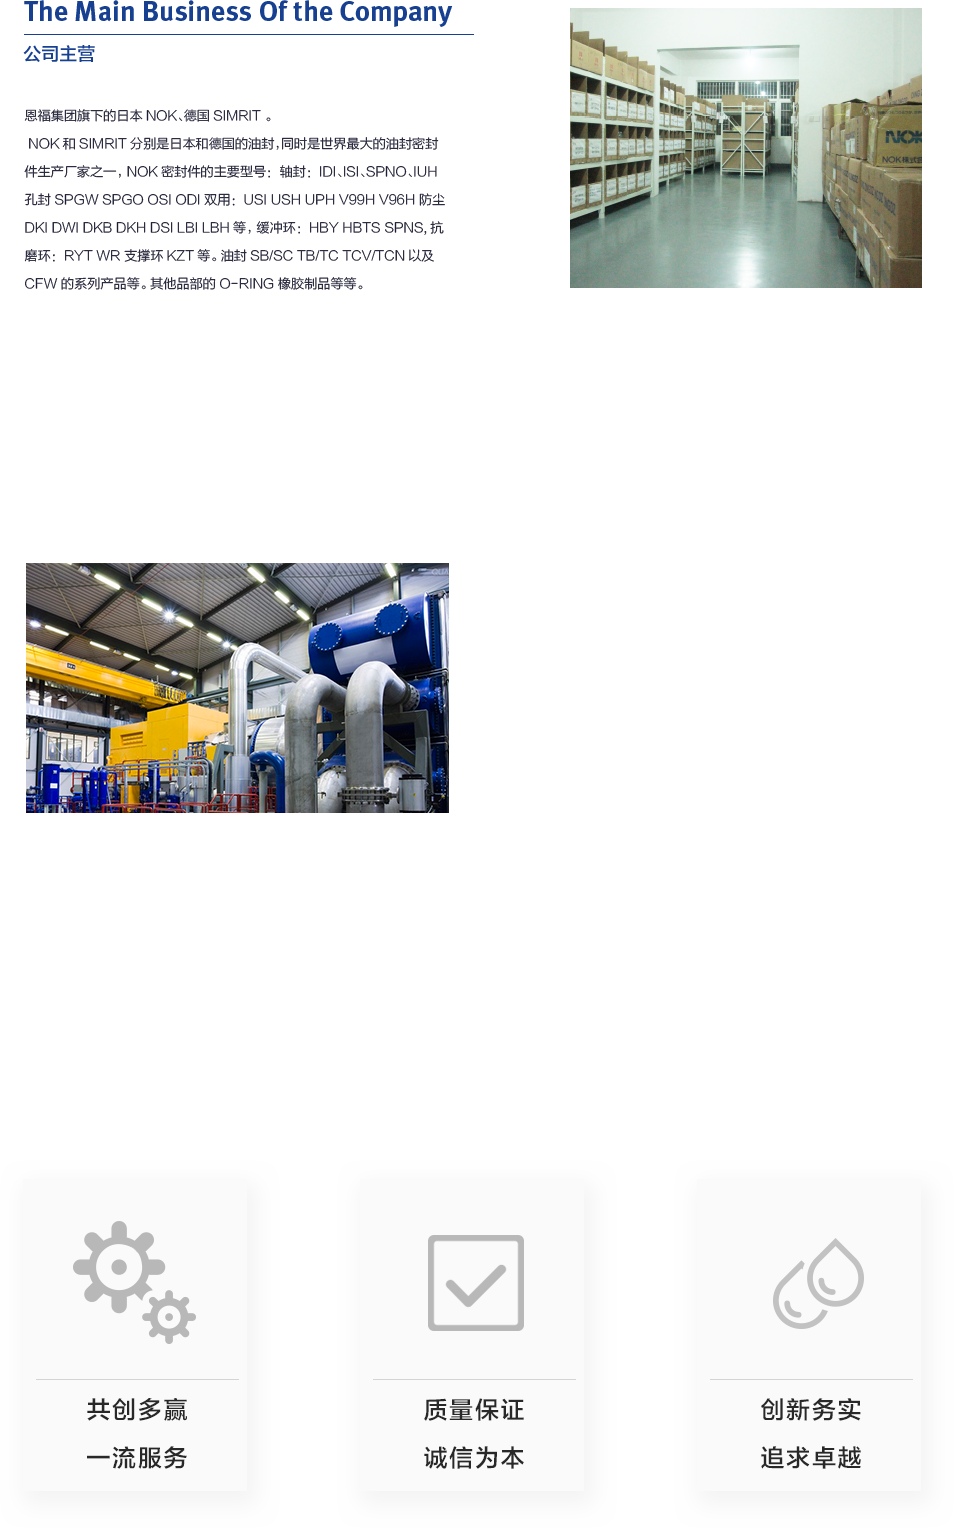 The Main Business Of the Company
公司主营
恩福集团旗下的日本 NOK、德国 SIMRIT 。
NOK 和 SIMRIT 分别是日本和德国的油封，同时是世界最大的油封密封
件生产厂家之一， NOK 密封件的主要型号： 轴封： IDI、ISI、SPNO、IUH
孔封 SPGW SPGO OSI ODI 双用： USI USH UPH V99H V96H 防尘
DKI DWI DKB DKH DSI LBI LBH 等， 缓冲环： HBY HBTS SPNS, 抗
磨环： RYT WR 支撑环 KZT 等。油封 SB/SC TB/TC TCV/TCN 以及
CFW 的系列产品等。其他品部的 O-RING 橡胶制品等等。
NOK
NOK株式会
共创多赢
一流服务
质量保证
诚信为本
创新务实
追求卓越